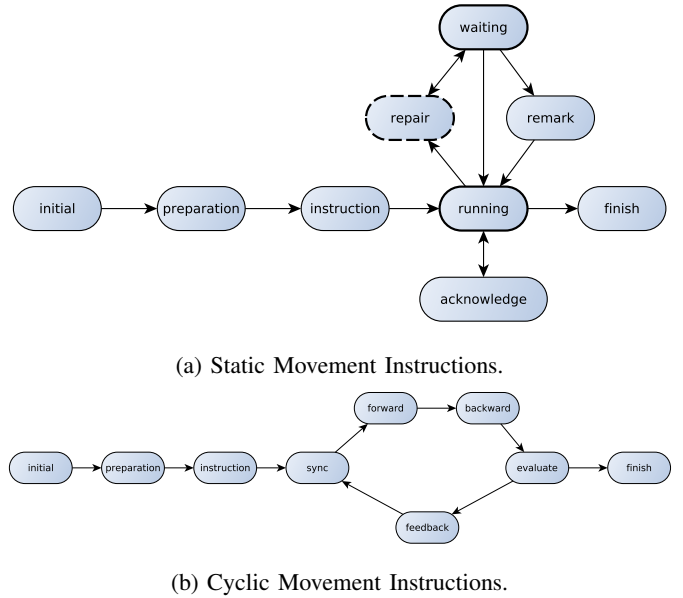 waiting
repair
remark
initial
preparation
instruction
running
finish
acknowledge
(a) Static Movement Instructions.
forward
backward
initial
preparation
instruction
sync
evaluate
finish
feedback
(b) Cyclic Movement Instructions.